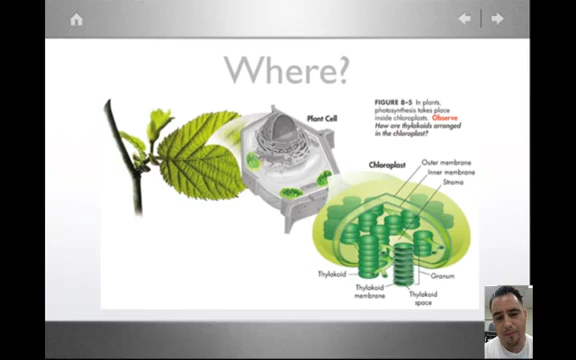 Where?
FIGURE 8–5 In plants,
photosynthesis takes place
inside chloroplasts. Observe
How are thylakoids arranged
in the chloroplast?
Plant Cell
Chloroplast
Outer membrane
Inner membrane
Stroma
Thylakoid
Granum
Thylakoid
membrane
Thylakoid
space